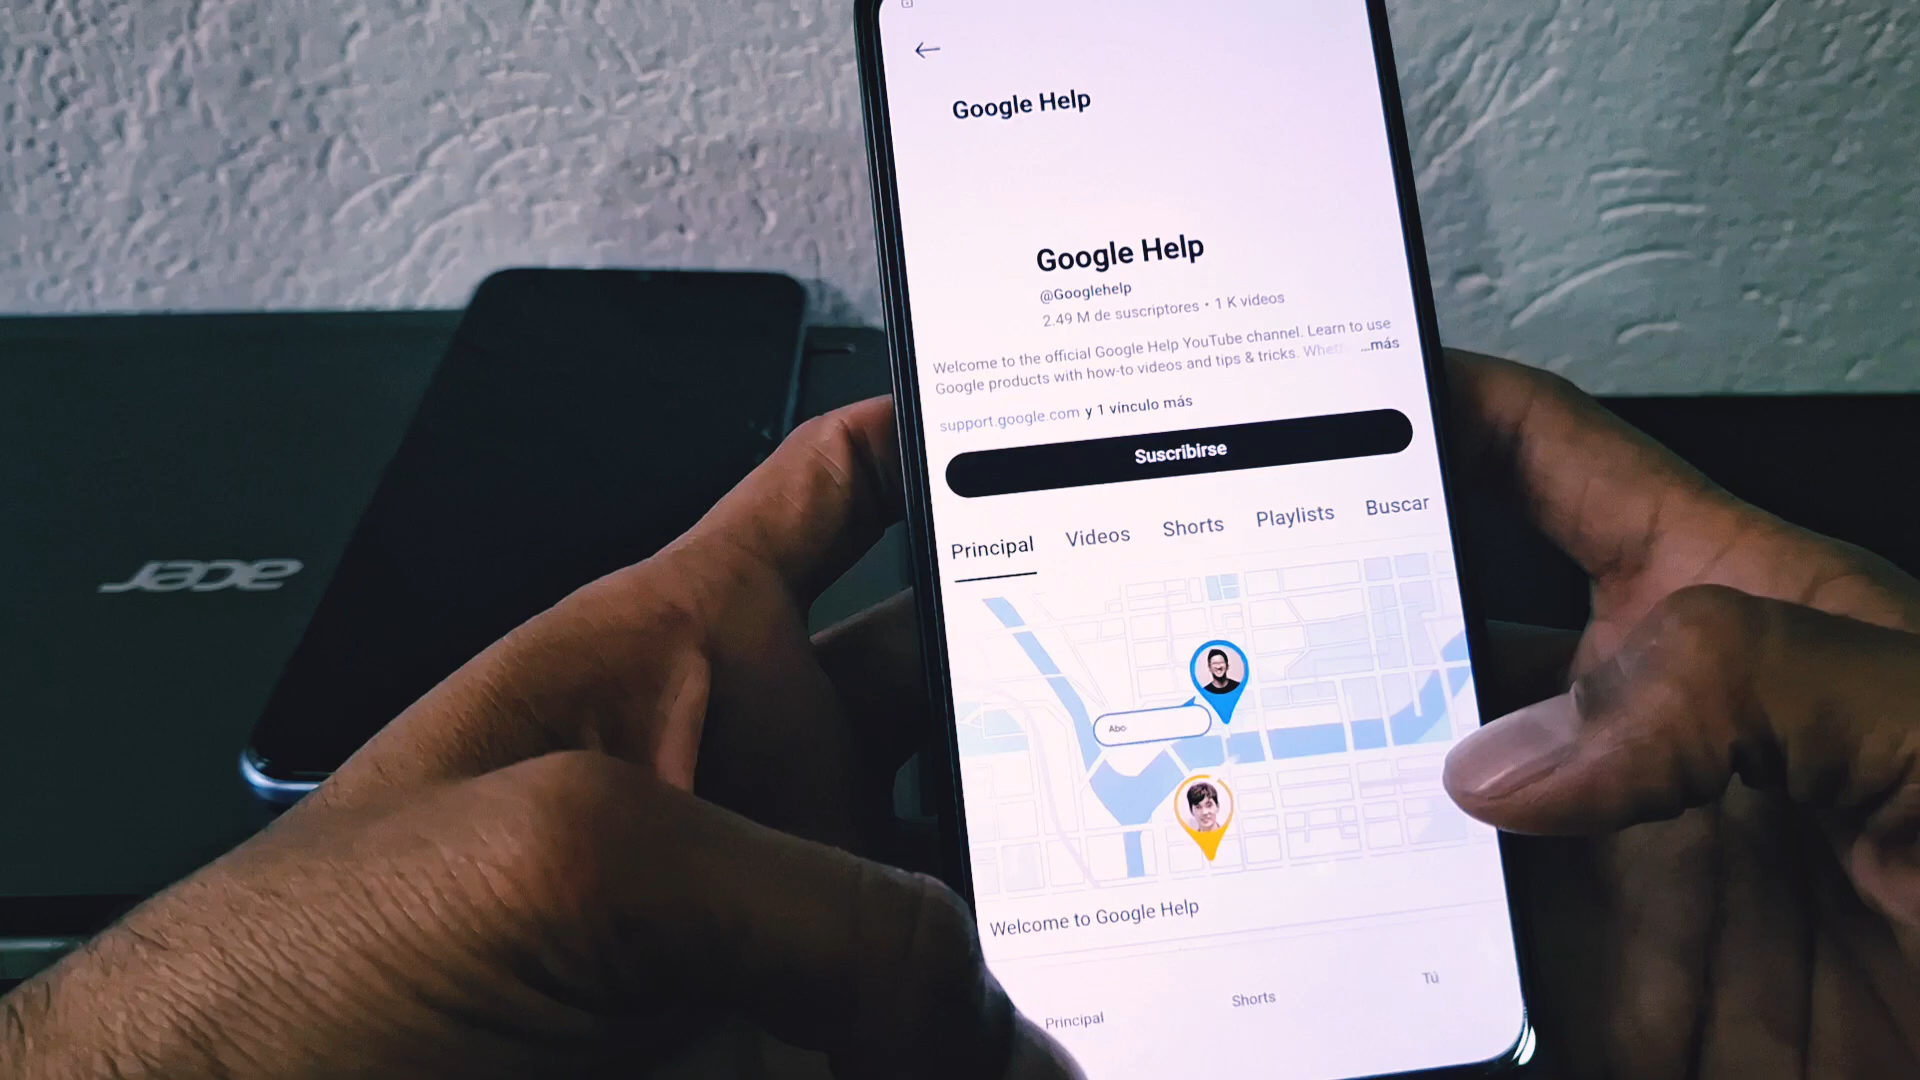 Google Help
Google Help
@Googlehelp
2.49 M de suscriptores • 1 K videos
Welcome to the official Google Help YouTube channel. Learn to use
Google products with how-to videos and tips & tricks. Wheth ...más
support.google.com y 1 vínculo más
Suscribirse
Principal Videos Shorts Playlists Buscar
Abo
Welcome to Google Help
Principal Shorts Tú
acer